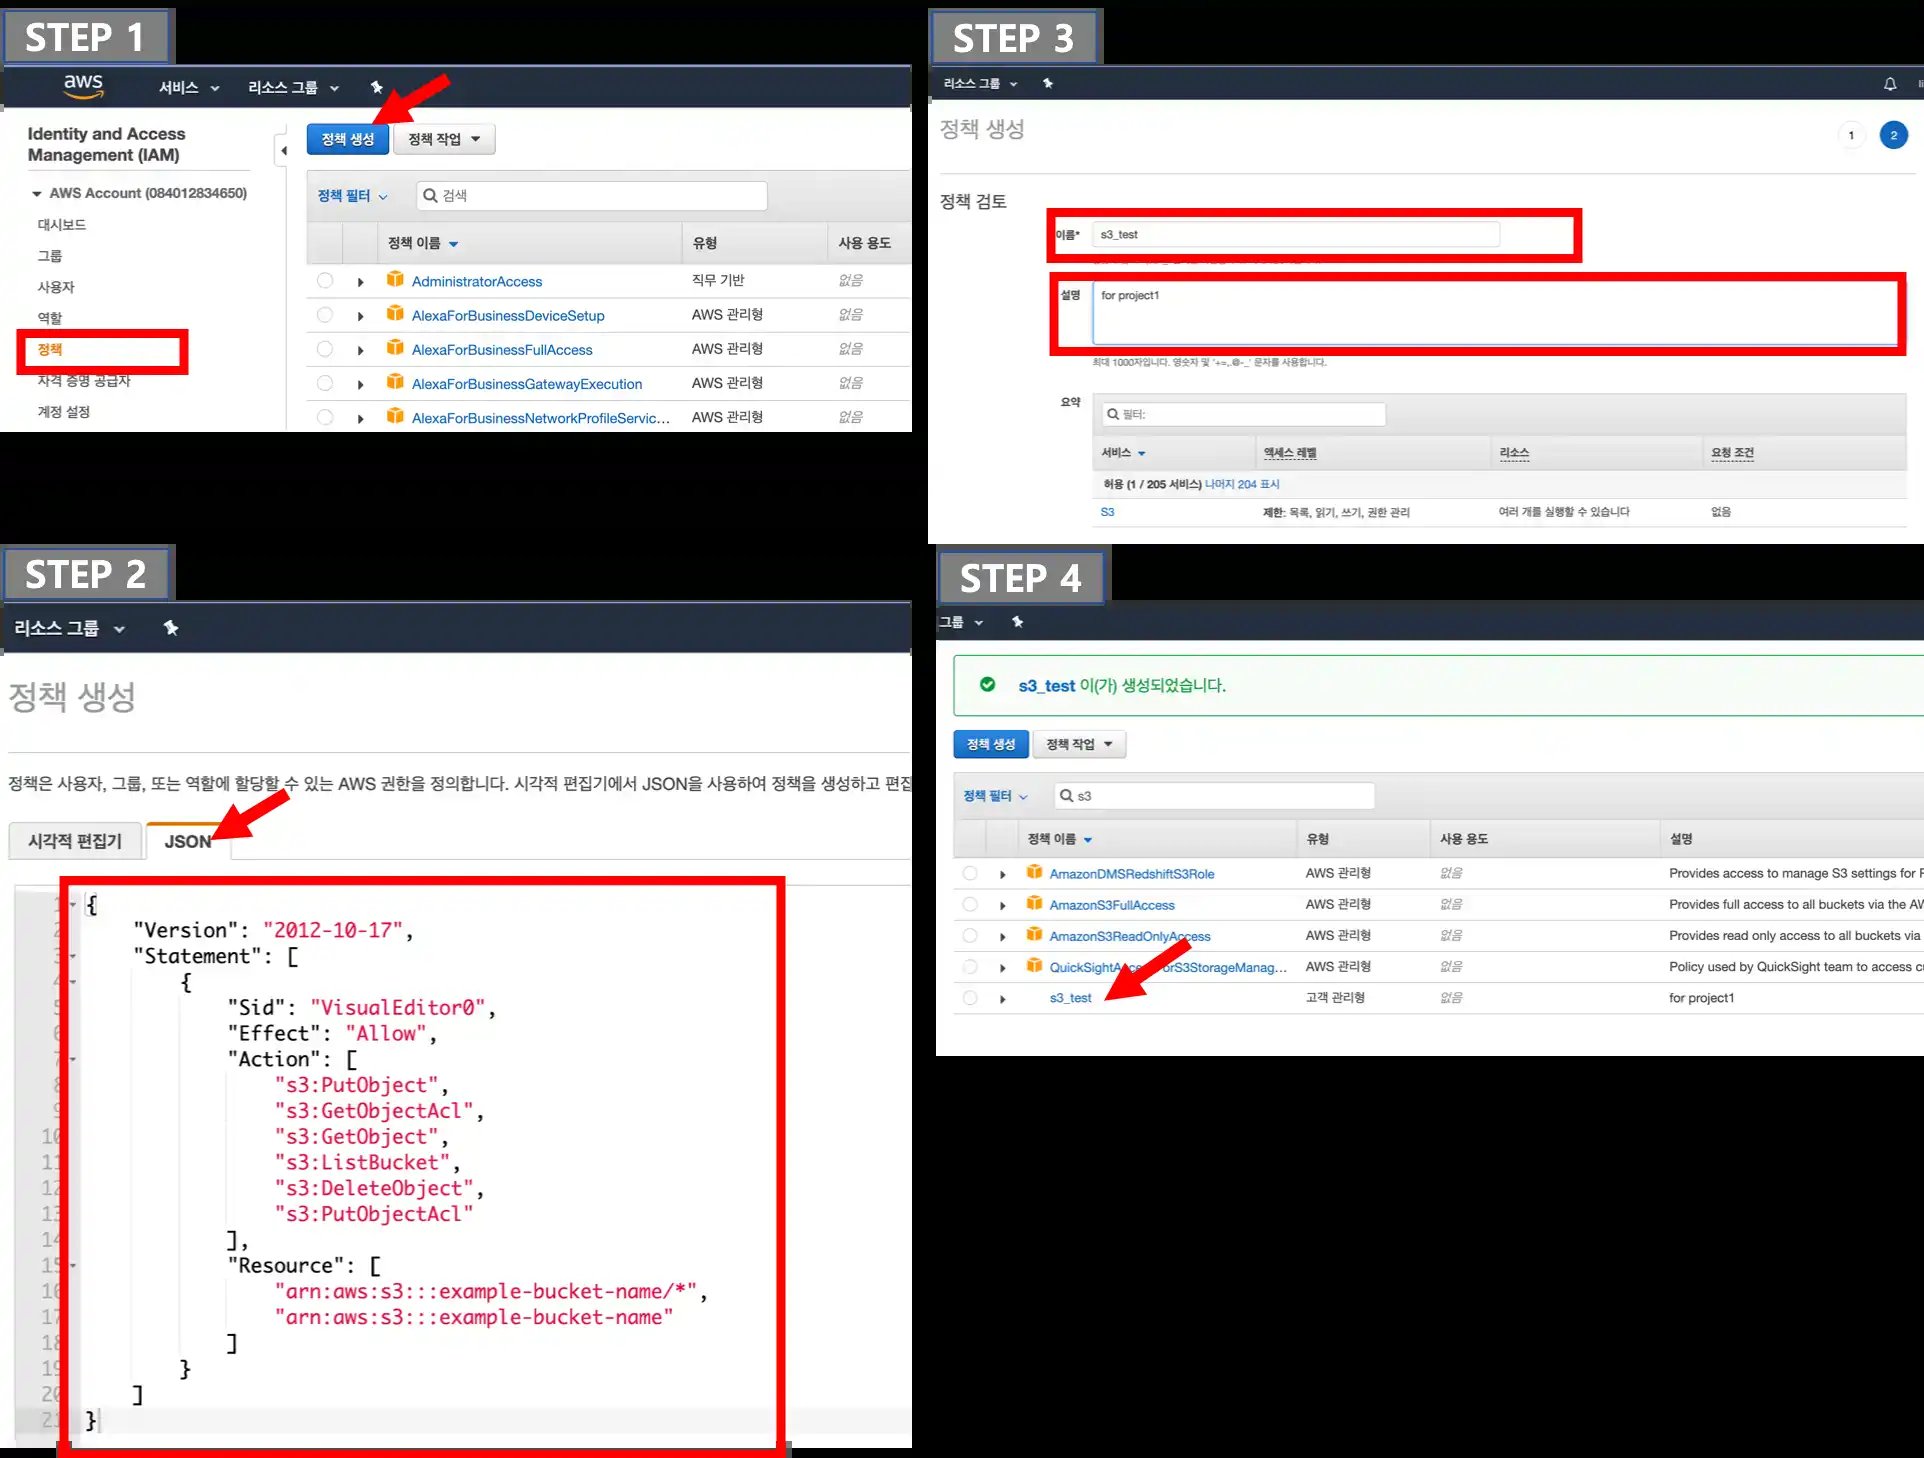 STEP 1
aws 서비스 리소스 그룹
Identity and Access
Management (IAM)
AWS Account (084012834650)
대시보드
그룹
사용자
역할
정책
자격 증명 공급자
계정 설정
정책 생성 정책 작업
정책 필터 검색
정책 이름 유형 사용 용도
AdministratorAccess 직무 기반 없음
AlexaForBusinessDeviceSetup AWS 관리형 없음
AlexaForBusinessFullAccess AWS 관리형 없음
AlexaForBusinessGatewayExecution AWS 관리형 없음
AlexaForBusinessNetworkProfileServic... AWS 관리형 없음
STEP 2
리소스 그룹
정책 생성
정책은 사용자, 그룹, 또는 역할에 할당할 수 있는 AWS 권한을 정의합니다. 시각적 편집기에서 JSON을 사용하여 정책을 생성하고 편집
시각적 편집기 JSON
1 {
2 "Version": "2012-10-17",
3 "Statement": [
4 {
5 "Sid": "VisualEditor0",
6 "Effect": "Allow",
7 "Action": [
8 "s3:PutObject",
9 "s3:GetObjectAcl",
10 "s3:GetObject",
11 "s3:ListBucket",
12 "s3:DeleteObject",
13 "s3:PutObjectAcl"
14 ],
15 "Resource": [
16 "arn:aws:s3:::example-bucket-name/*",
17 "arn:aws:s3:::example-bucket-name"
18 ]
19 }
20 ]
21 }
STEP 3
리소스 그룹
정책 생성
1 2
정책 검토
이름* s3_test
설명 for project1
최대 1000자입니다. 영숫자 및 '+=,.@-_' 문자를 사용합니다.
요약 필터:
서비스 액세스 레벨 리소스 요청 조건
허용 (1 / 205 서비스) 나머지 204 표시
S3 제한: 목록, 읽기, 쓰기, 권한 관리 여러 개를 실행할 수 있습니다 없음
STEP 4
그룹
s3_test 이(가) 생성되었습니다.
정책 생성 정책 작업
정책 필터 s3
정책 이름 유형 사용 용도 설명
AmazonDMSRedshiftS3Role AWS 관리형 없음 Provides access to manage S3 settings for
AmazonS3FullAccess AWS 관리형 없음 Provides full access to all buckets via the AW
AmazonS3ReadOnlyAccess AWS 관리형 없음 Provides read only access to all buckets via
AWS 관리형 없음 Policy used by QuickSight team to access
s3_test 고객 관리형 없음 for project1